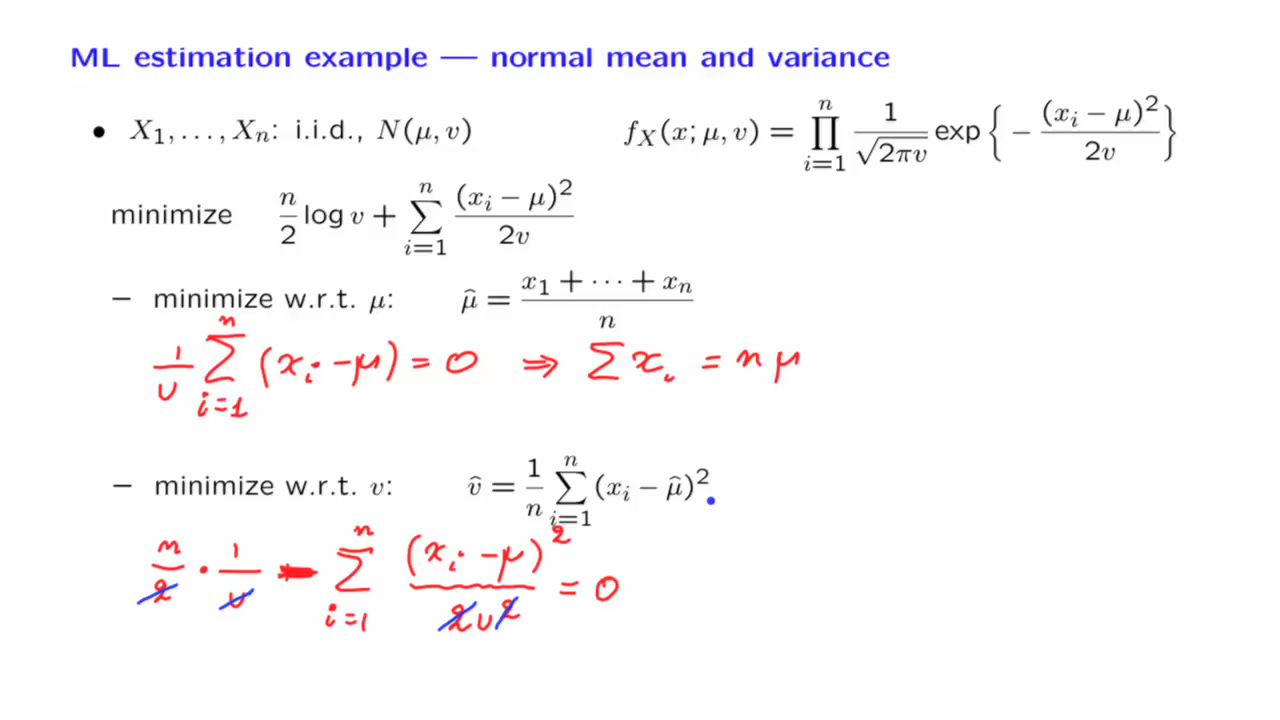 ML estimation example — normal mean and variance
• X₁, ..., Xₙ: i.i.d., N(μ, v)   f_X(x; μ, v) = ∏_{i=1}^{n} 1/√(2πv) exp{ − (xᵢ − μ)²/2v }
minimize   n/2 log v + ∑_{i=1}^{n} (xᵢ − μ)²/2v
– minimize w.r.t. μ:   μ̂ = (x₁ + ··· + xₙ)/n
1/v ∑_{i=1}^{n} (xᵢ − μ) = 0 ⇒ ∑ xᵢ = n μ
– minimize w.r.t. v:   v̂ = 1/n ∑_{i=1}^{n} (xᵢ − μ̂)²
n/2 · 1/v − ∑_{i=1}^{n} (xᵢ − μ)²/2v² = 0